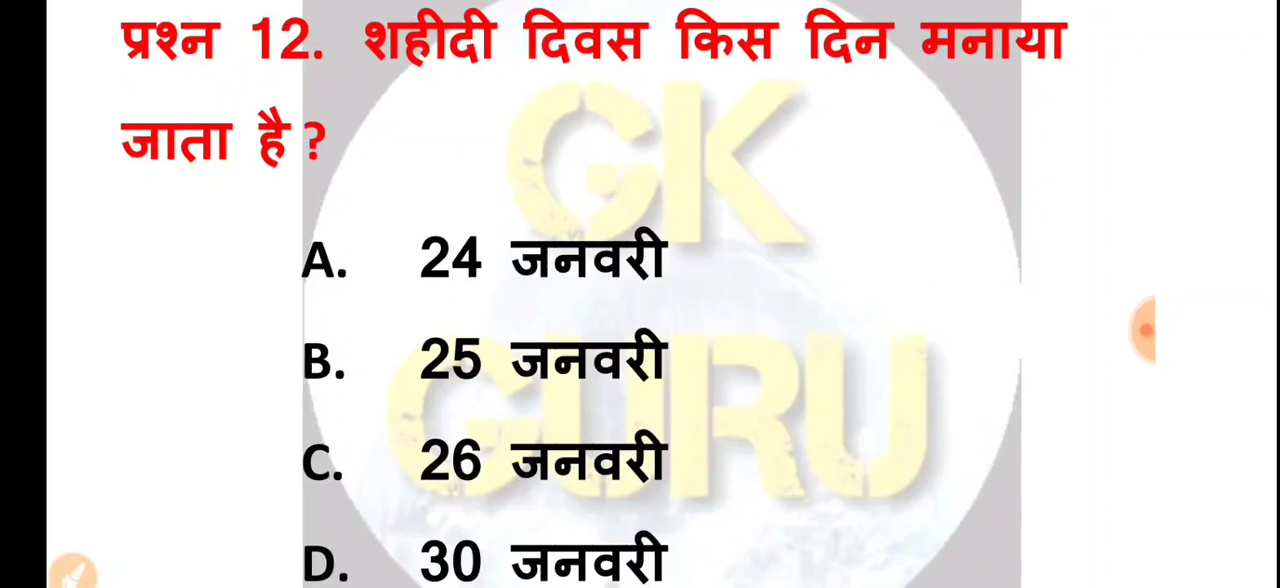 प्रश्न 12. शहीदी दिवस किस दिन मनाया
जाता है ?
GK
A. 24 जनवरी
B. 25 जनवरी
GURU
C. 26 जनवरी
D. 30 जनवरी